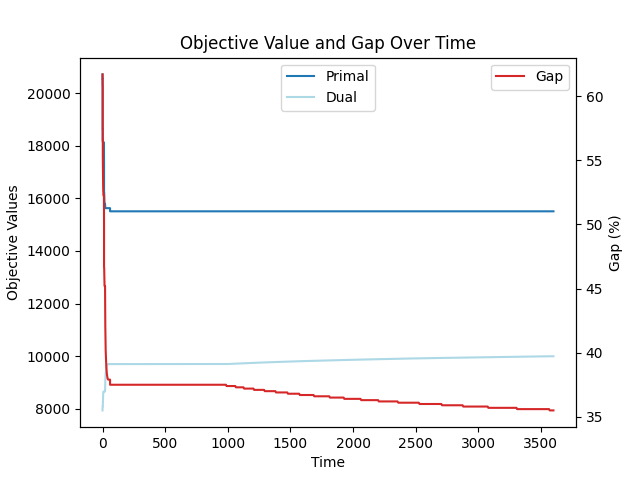 Objective Value and Gap Over Time
Primal
Dual
Gap
20000
18000
16000
14000
12000
10000
8000
Objective Values
60
55
50
45
40
35
Gap (%)
0 500 1000 1500 2000 2500 3000 3500
Time